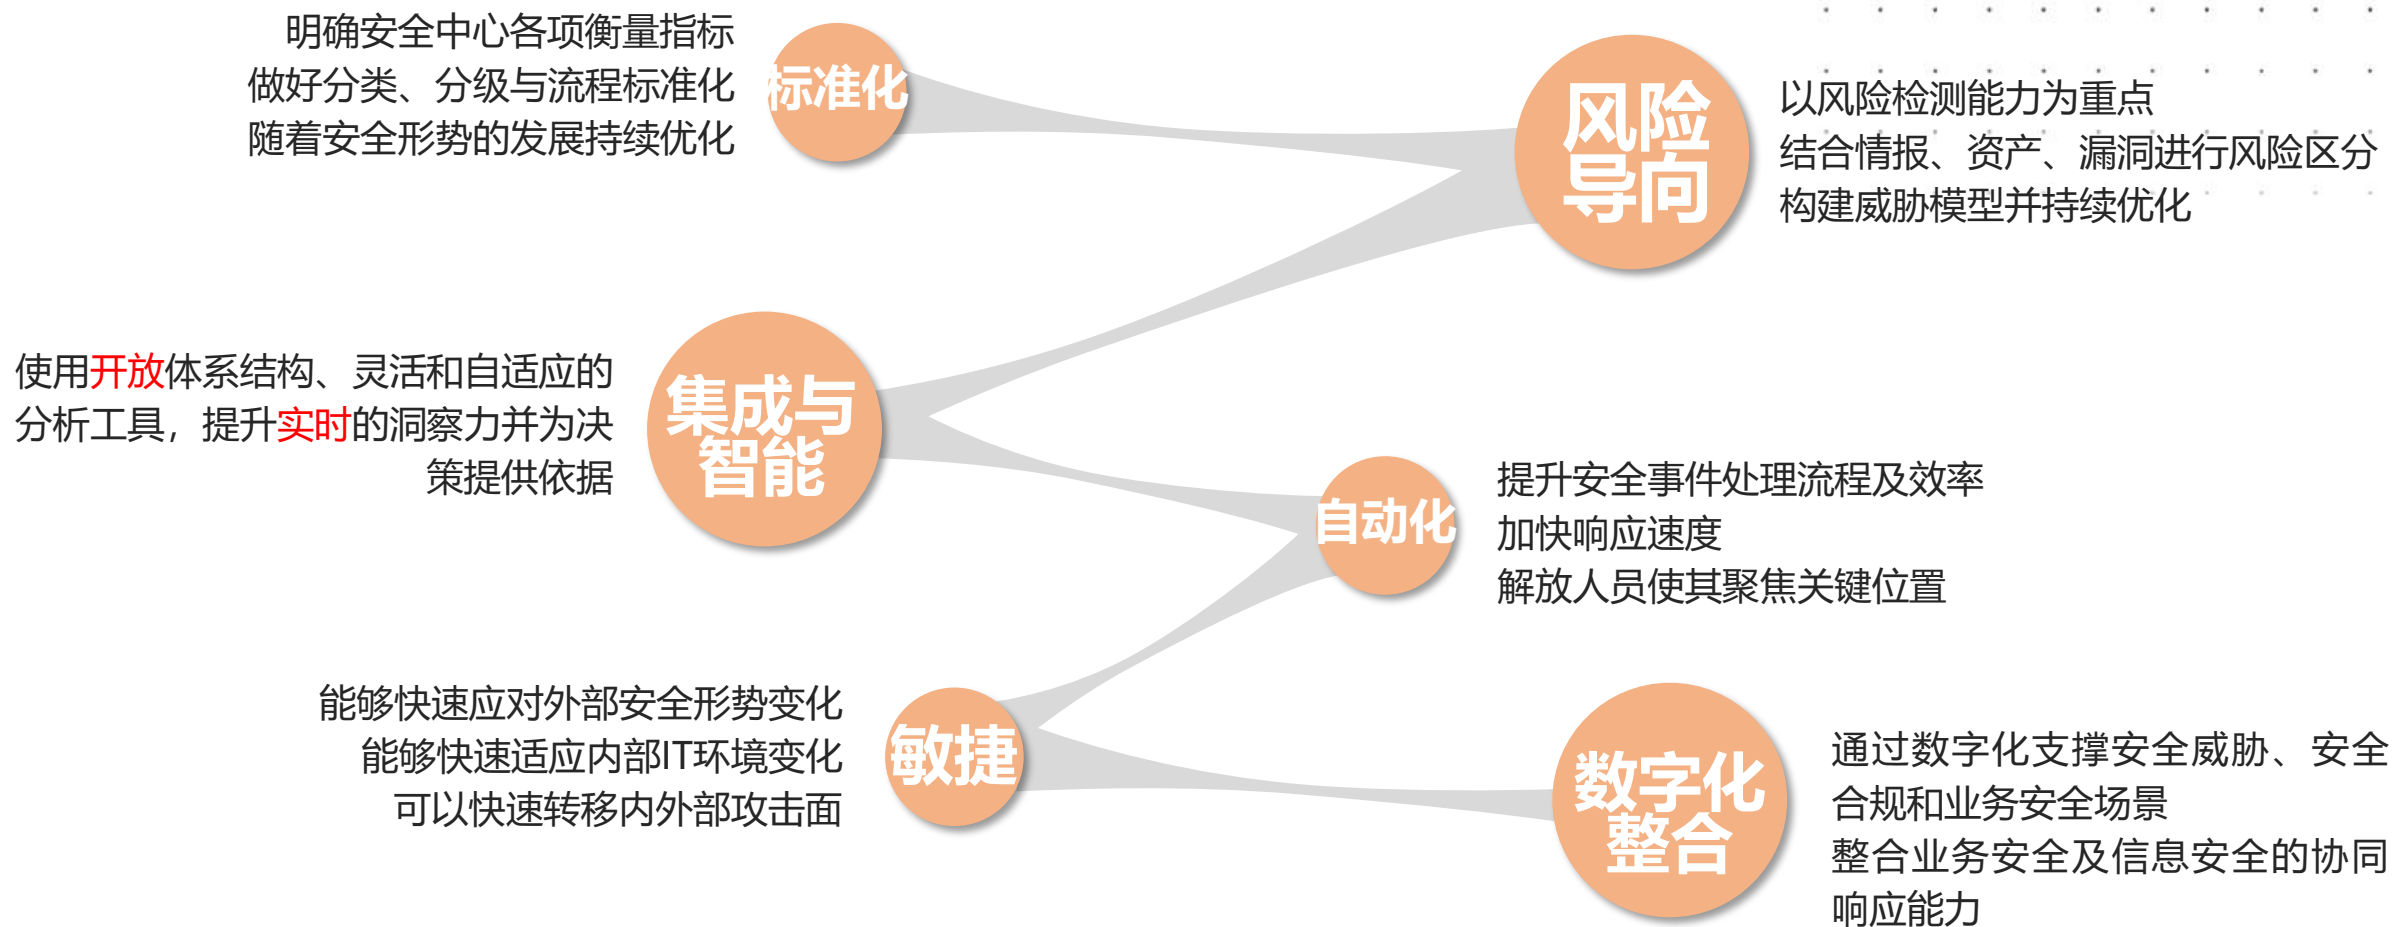 明确安全中心各项衡量指标
做好分类、分级与流程标准化
随着安全形势的发展持续优化
标准化
风险
导向
以风险检测能力为重点
结合情报、资产、漏洞进行风险区分
构建威胁模型并持续优化
使用开放体系结构、灵活和自适应的
分析工具，提升实时的洞察力并为决
策提供依据
集成与
智能
自动化
提升安全事件处理流程及效率
加快响应速度
解放人员使其聚焦关键位置
能够快速应对外部安全形势变化
能够快速适应内部IT环境变化
可以快速转移内外部攻击面
敏捷
数字化
整合
通过数字化支撑安全威胁、安全
合规和业务安全场景
整合业务安全及信息安全的协同
响应能力